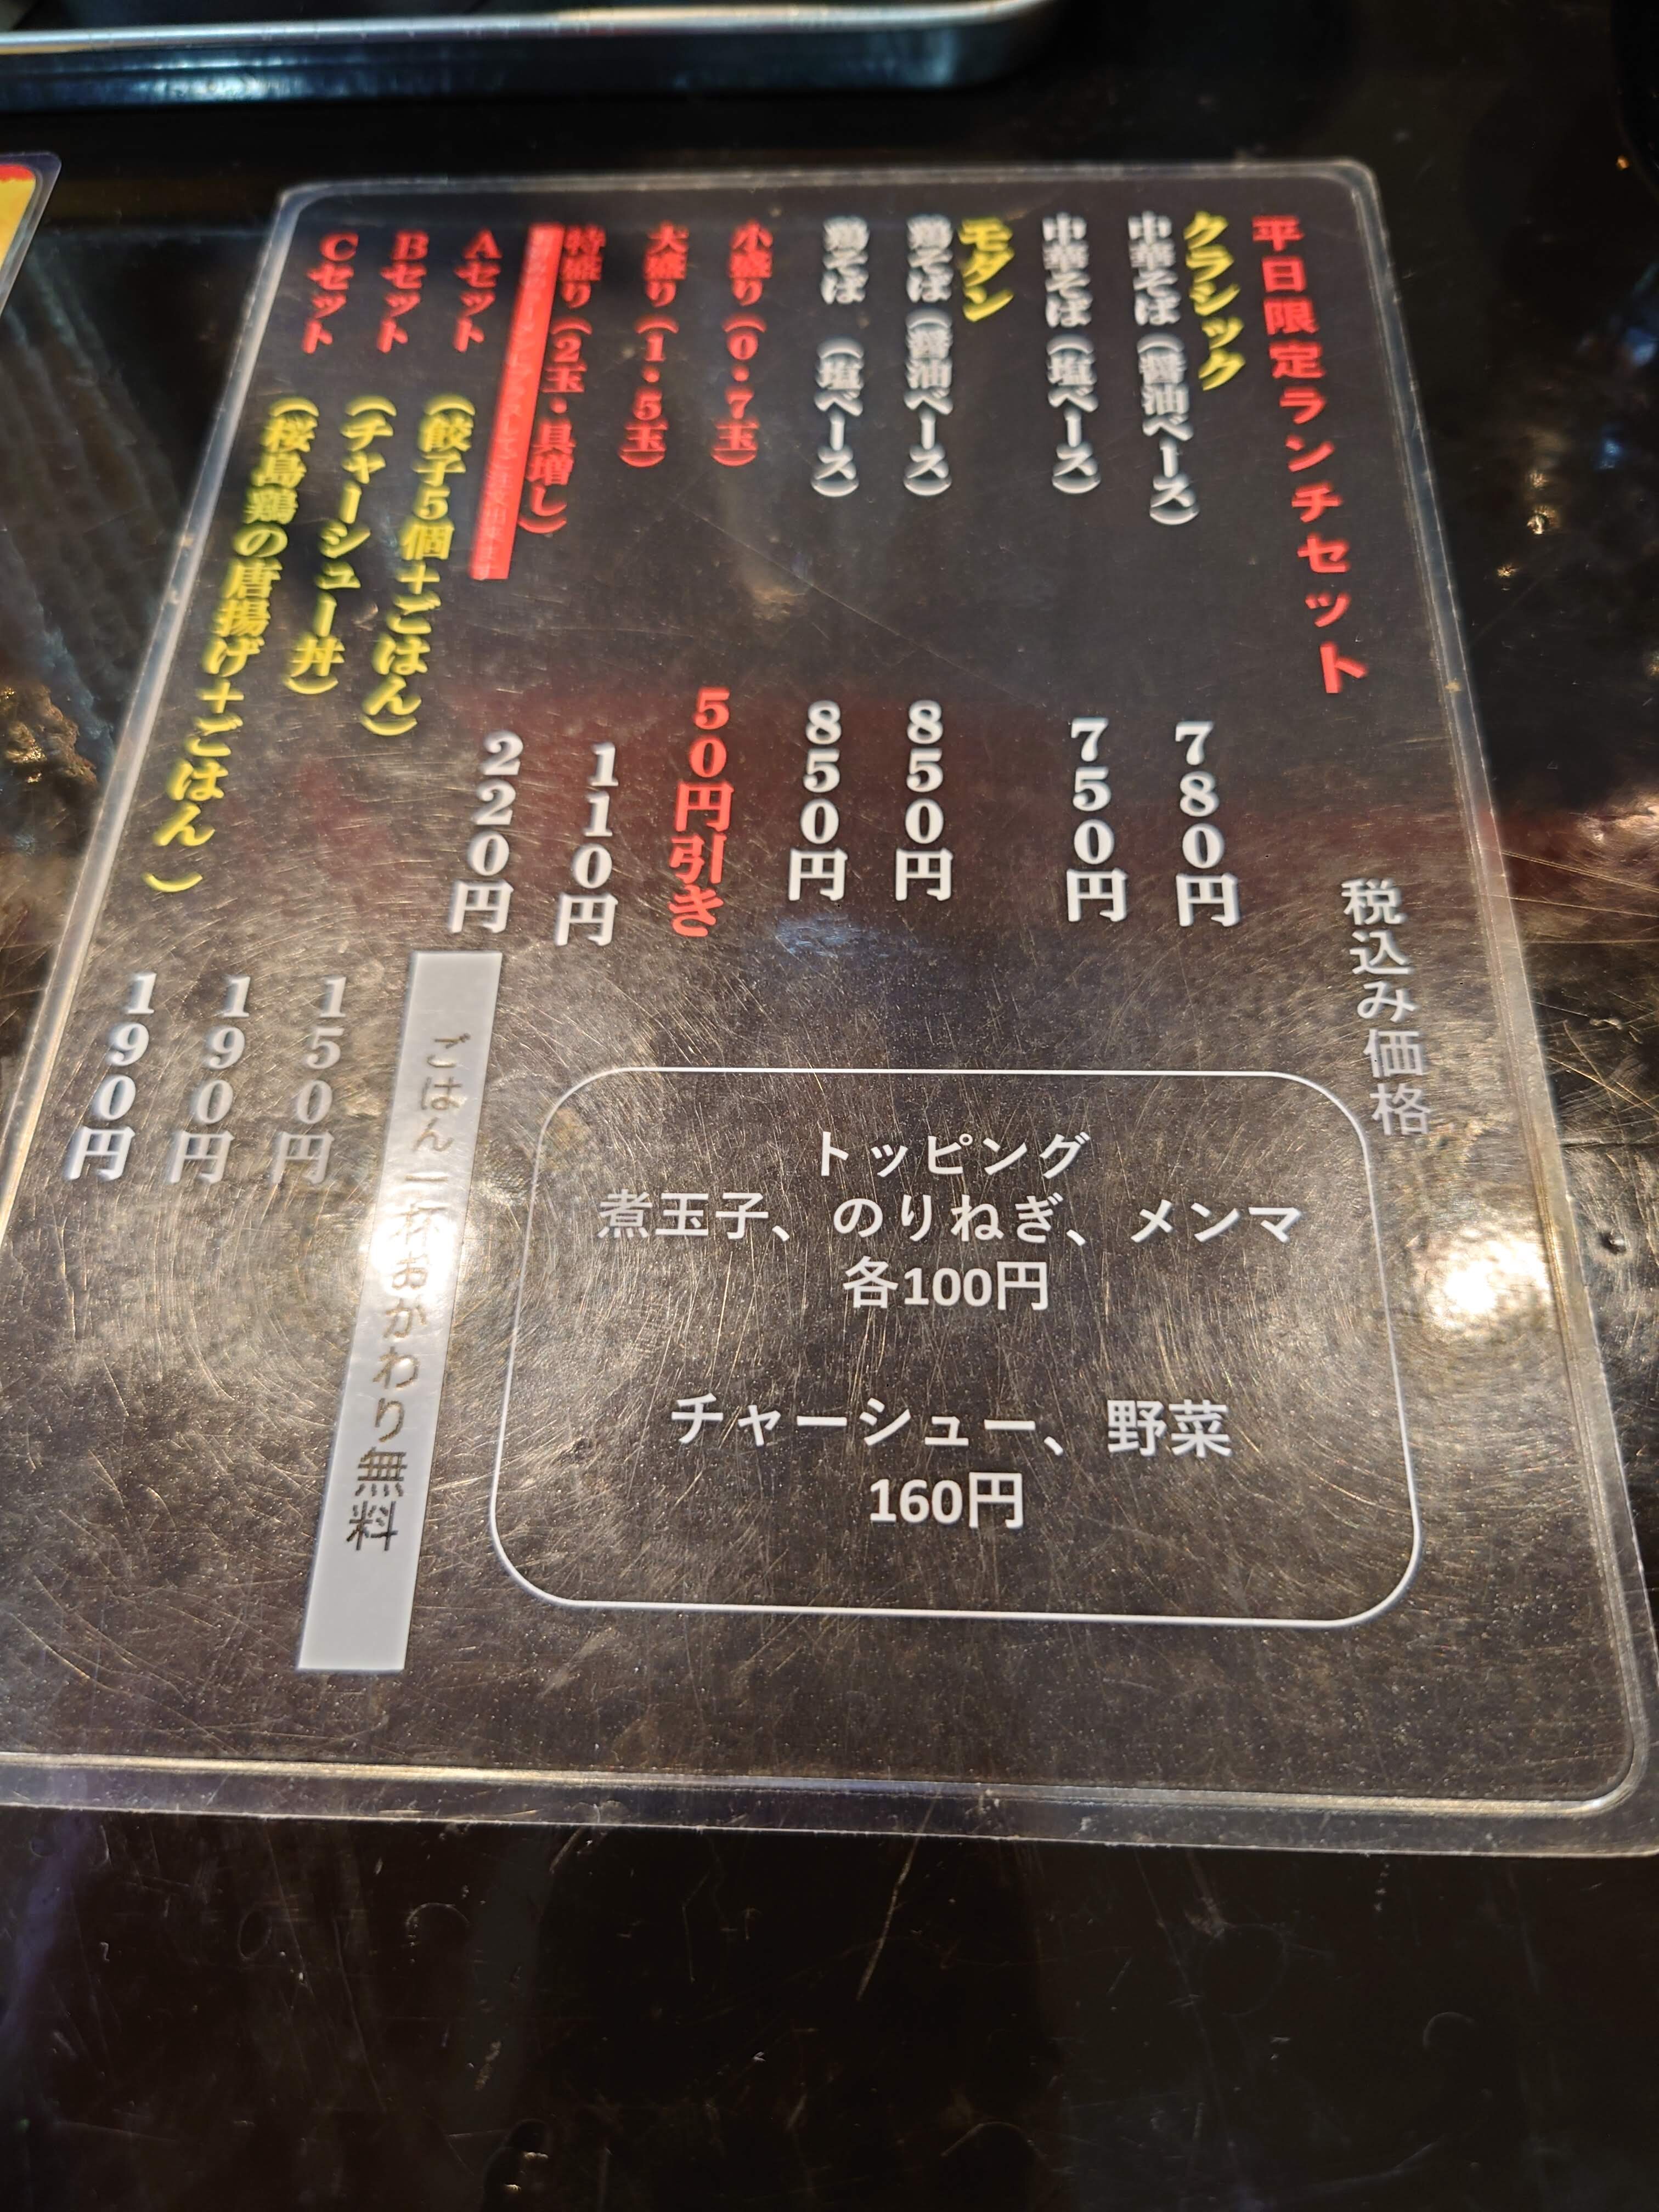 平日限定ランチセット
税込み価格
クラシック
中華そば（醤油ベース） 780円
中華そば（塩ベース） 750円
モダン
鶏そば（醤油ベース） 850円
鶏そば（塩ベース） 850円
小盛り（0・7玉） 50円引き
大盛り（1・5玉） 110円
特盛り（2玉・具増し） 220円
Aセット（餃子5個＋ごはん） 150円
Bセット（チャーシュー丼） 190円
Cセット（桜島鶏の唐揚げ＋ごはん） 190円
ごはん一杯おかわり無料
トッピング
煮玉子、のりねぎ、メンマ
各100円
チャーシュー、野菜
160円